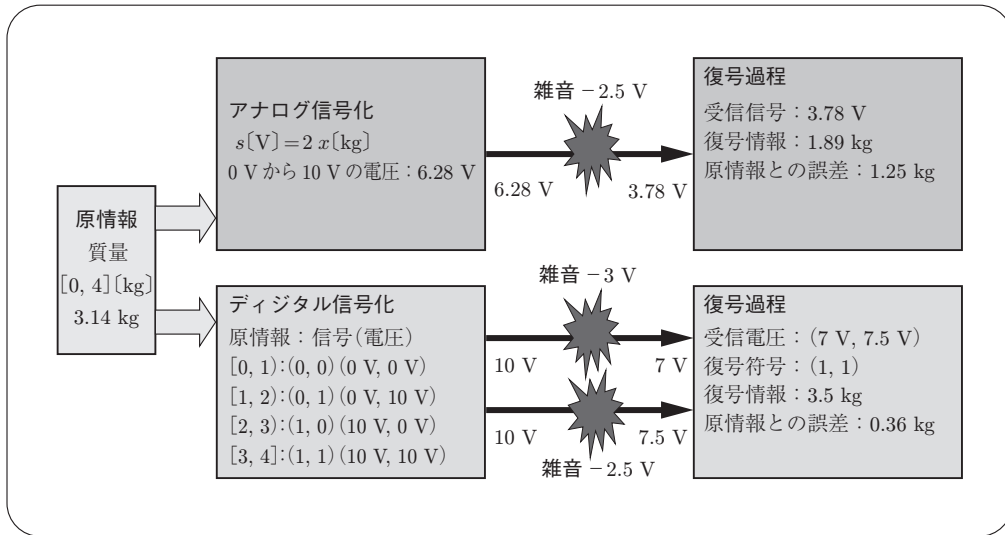 原情報
質量
[0, 4]〔kg〕
3.14 kg
アナログ信号化
s〔V〕＝2 x〔kg〕
0 V から 10 V の電圧：6.28 V
雑音 −2.5 V
6.28 V
3.78 V
復号過程
受信信号：3.78 V
復号情報：1.89 kg
原情報との誤差：1.25 kg
ディジタル信号化
原情報：信号(電圧)
[0, 1):(0, 0) (0 V, 0 V)
[1, 2):(0, 1) (0 V, 10 V)
[2, 3):(1, 0) (10 V, 0 V)
[3, 4]:(1, 1) (10 V, 10 V)
雑音 −3 V
10 V
7 V
10 V
7.5 V
雑音 −2.5 V
復号過程
受信電圧：(7 V, 7.5 V)
復号符号：(1, 1)
復号情報：3.5 kg
原情報との誤差：0.36 kg